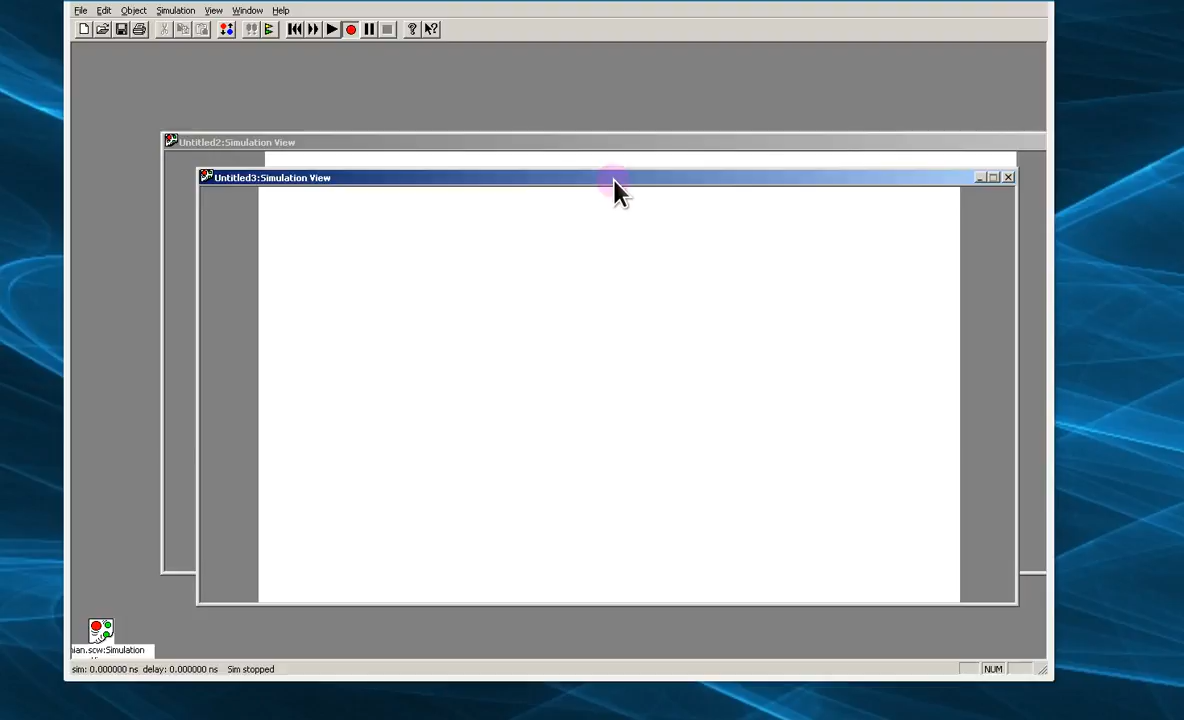 File Edit Object Simulation View Window Help
Untitled2:Simulation View
Untitled3:Simulation View
ian.scw:Simulation
sim: 0.000000 ns delay: 0.000000 ns Sim stopped NUM